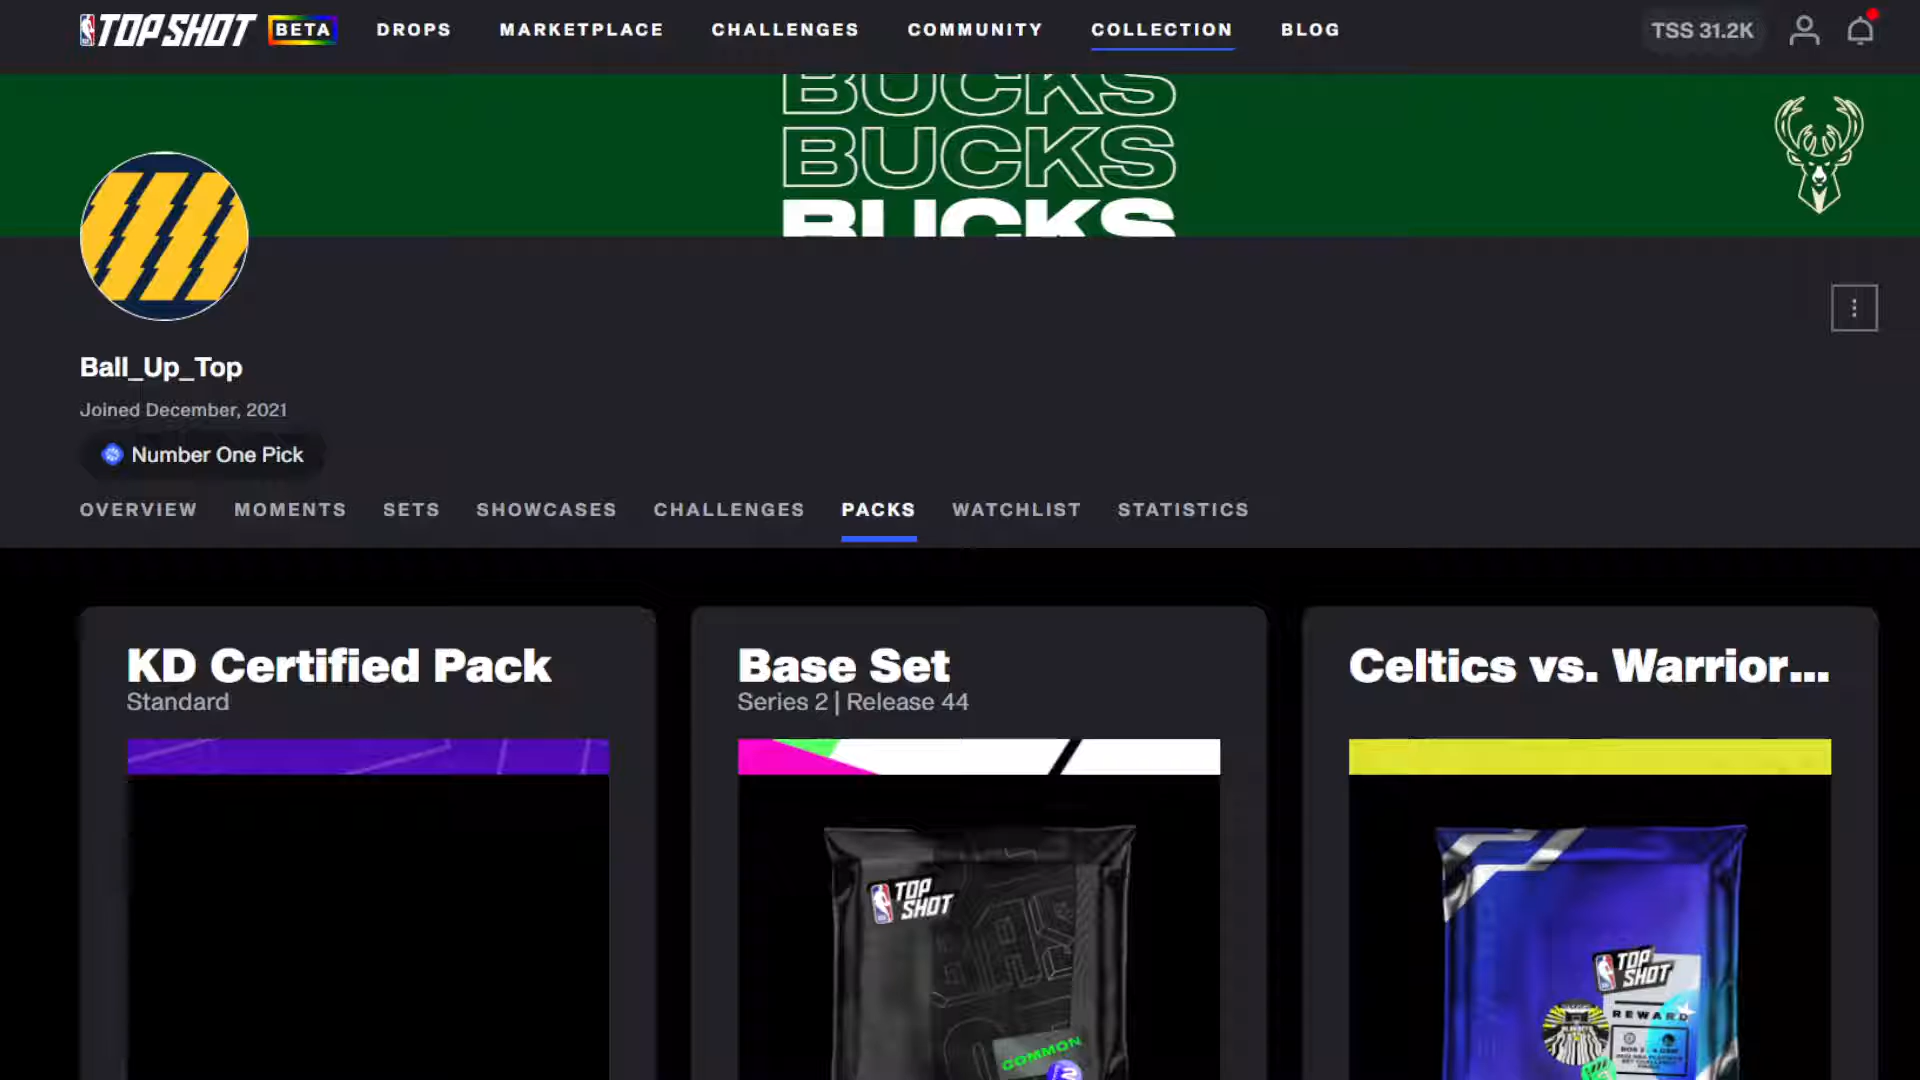 TOP SHOT BETA DROPS MARKETPLACE CHALLENGES COMMUNITY COLLECTION BLOG TSS 31.2K
BUCKS
BUCKS
BUCKS
Ball_Up_Top
Joined December, 2021
Number One Pick
OVERVIEW MOMENTS SETS SHOWCASES CHALLENGES PACKS WATCHLIST STATISTICS
KD Certified Pack
Standard
Base Set
Series 2 | Release 44
Celtics vs. Warrior...
TOP
SHOT
COMMON
2
TOP
SHOT
REWARD